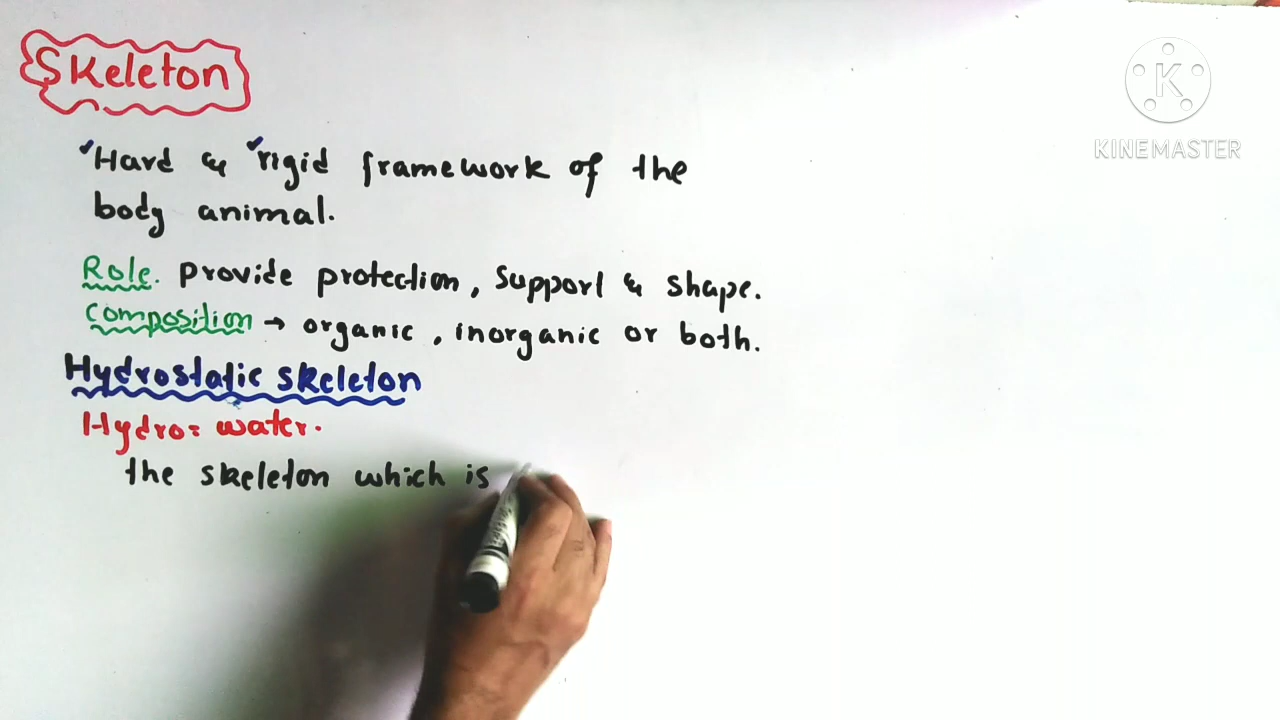 Skeleton
Hard & rigid framework of the
body animal.
Role. provide protection, support & shape.
Composition → organic, inorganic or both.
Hydrostatic skeleton
Hydro= water.
the skeleton which is
K
KINEMASTER